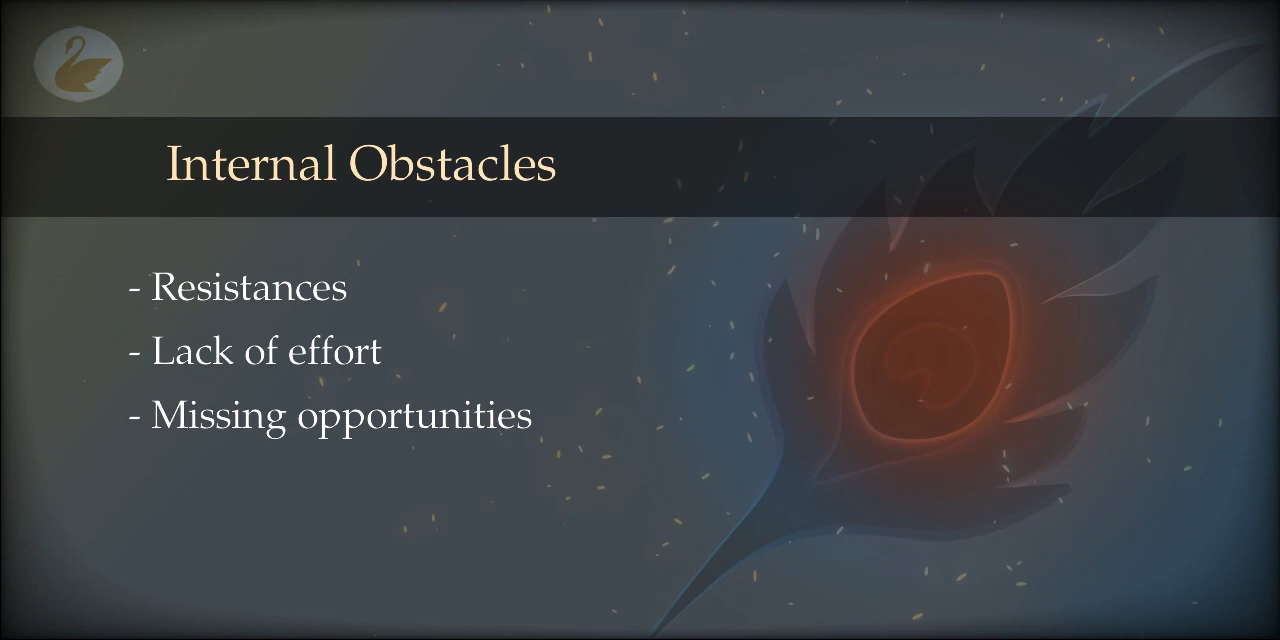 Internal Obstacles
- Resistances
- Lack of effort
- Missing opportunities